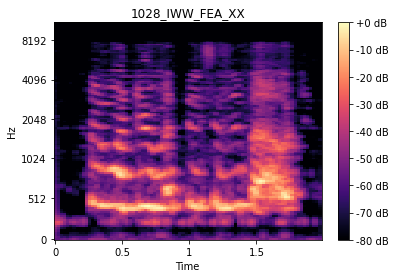 1028_IWW_FEA_XX
8192
4096
2048
1024
512
0
Hz
0
0.5
1
1.5
Time
+0 dB
-10 dB
-20 dB
-30 dB
-40 dB
-50 dB
-60 dB
-70 dB
-80 dB